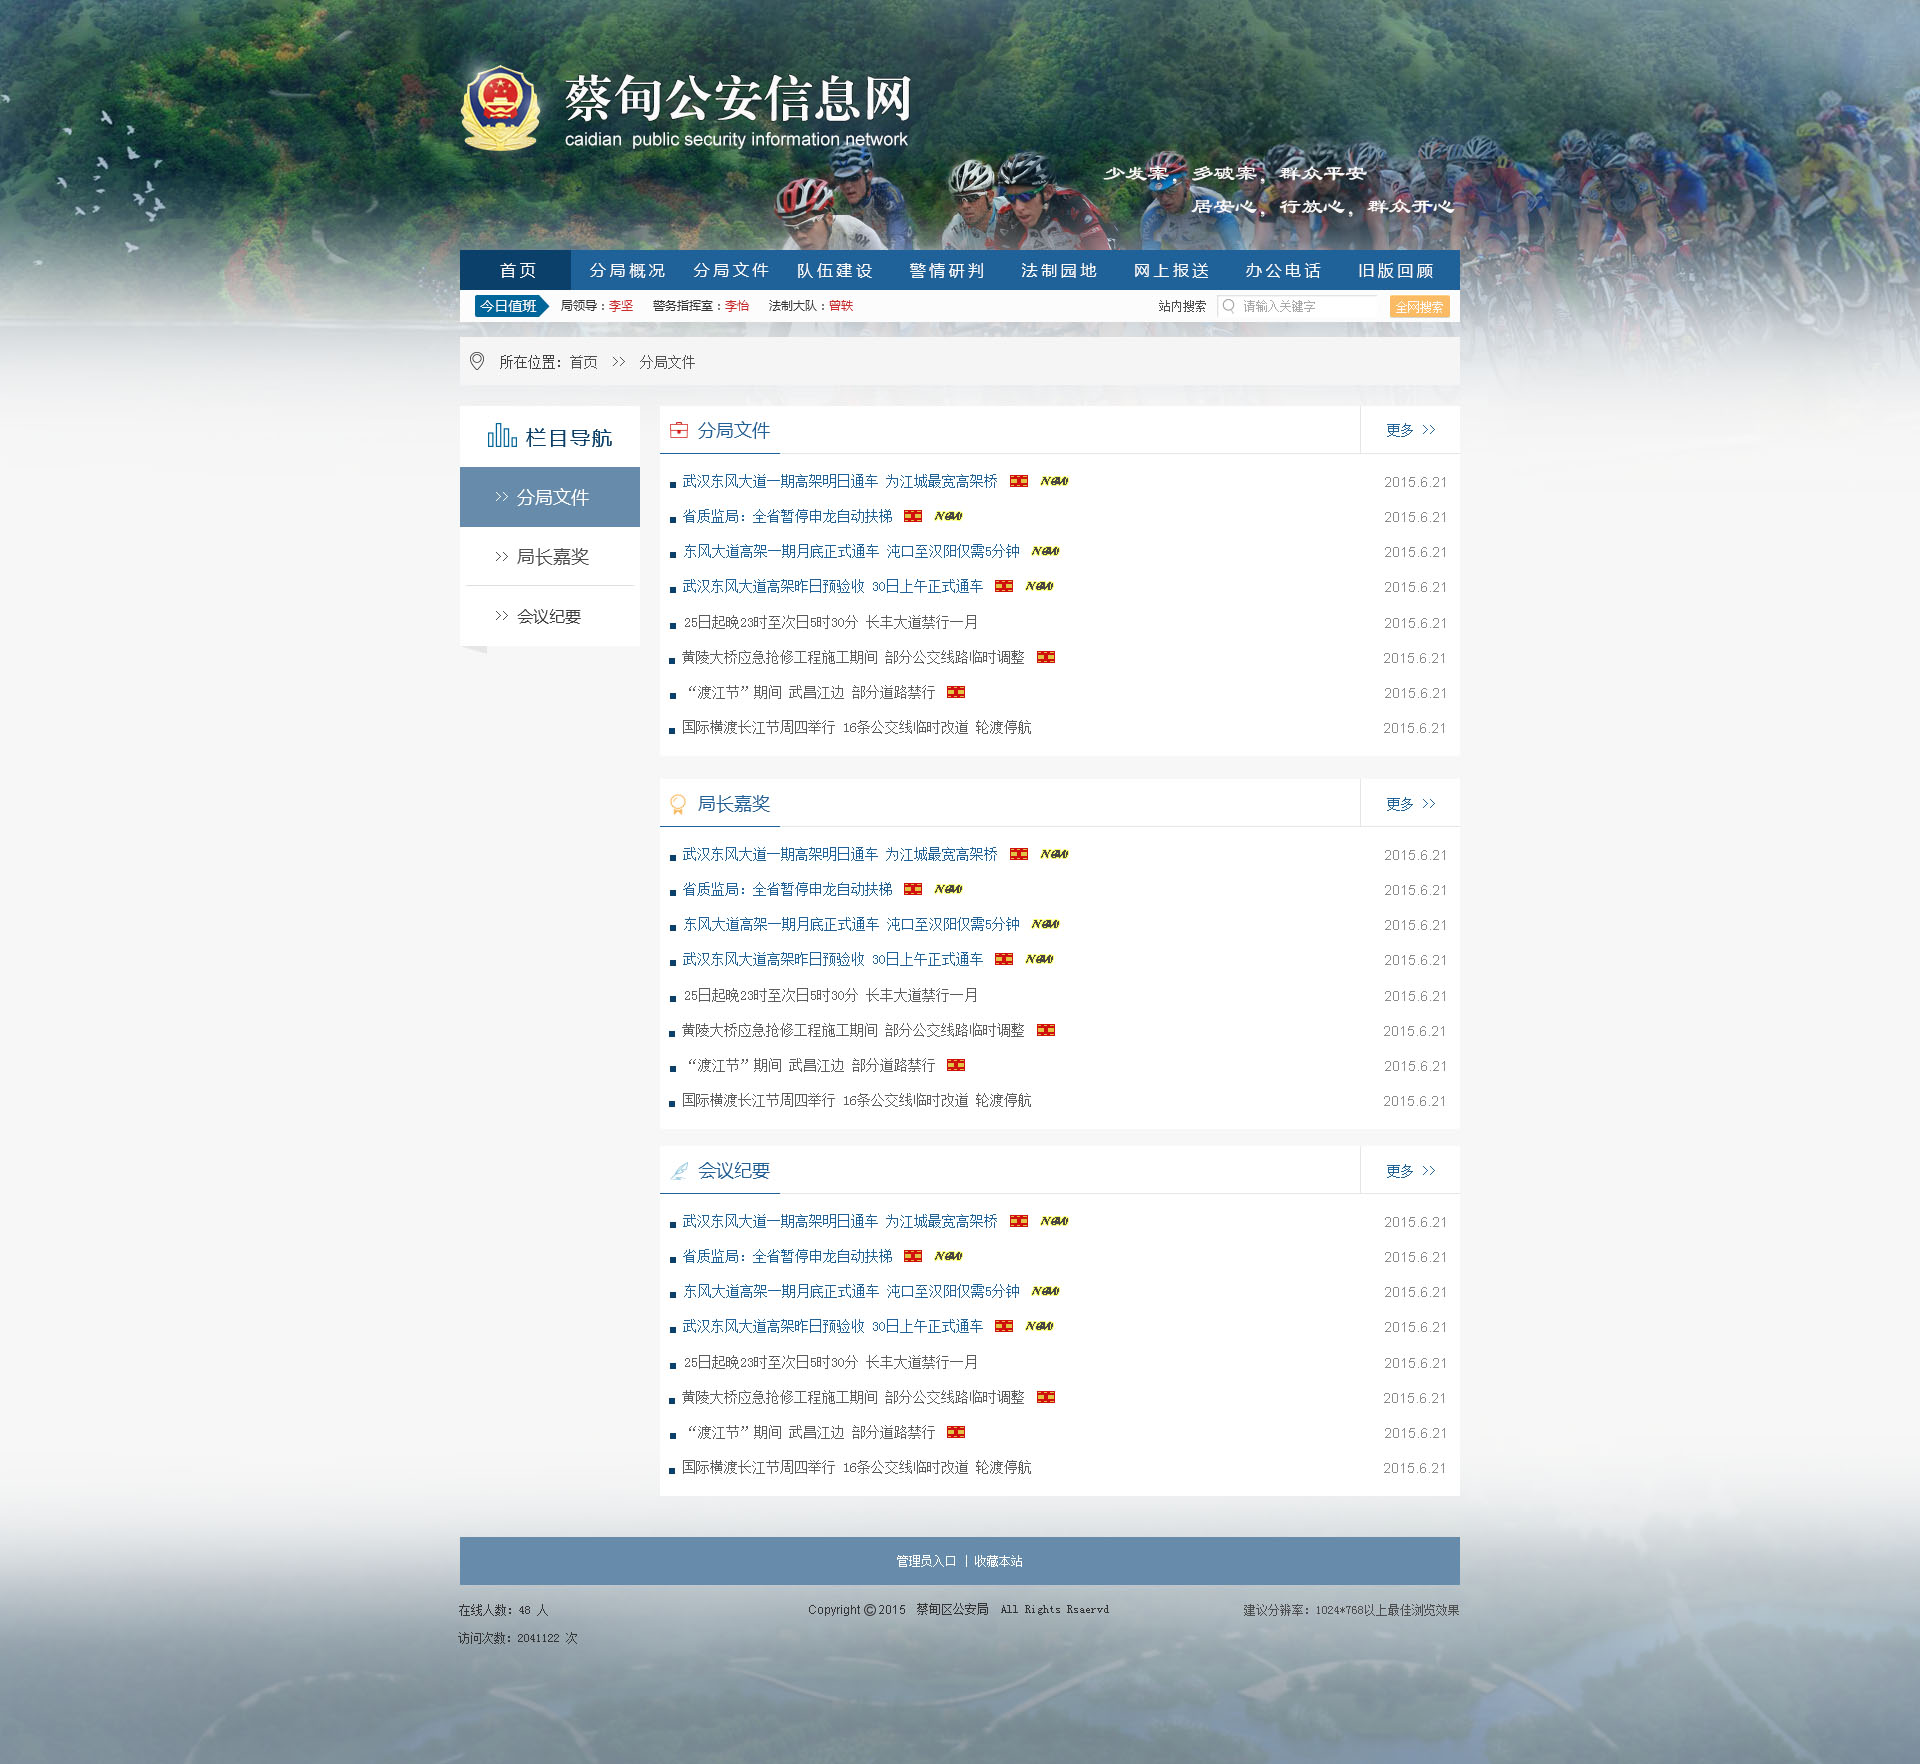 蔡甸公安信息网
caidian public security information network
少发案，多破案，群众平安
居安心，行放心，群众开心
首页 分局概况 分局文件 队伍建设 警情研判 法制园地 网上报送 办公电话 旧版回顾
今日值班 局领导：李坚 警务指挥室：李怡 法制大队：曾轶 站内搜索 请输入关键字 全网搜索
所在位置：首页 >> 分局文件
栏目导航
>> 分局文件
>> 局长嘉奖
>> 会议纪要
分局文件 更多 >>
武汉东风大道一期高架明日通车 为江城最宽高架桥 NEW 2015.6.21
省质监局：全省暂停申龙自动扶梯 NEW 2015.6.21
东风大道高架一期月底正式通车 沌口至汉阳仅需5分钟 NEW 2015.6.21
武汉东风大道高架昨日预验收 30日上午正式通车 NEW 2015.6.21
25日起晚23时至次日5时30分 长丰大道禁行一月 2015.6.21
黄陵大桥应急抢修工程施工期间 部分公交线路临时调整 2015.6.21
“渡江节”期间 武昌江边 部分道路禁行 2015.6.21
国际横渡长江节周四举行 16条公交线临时改道 轮渡停航 2015.6.21
局长嘉奖 更多 >>
武汉东风大道一期高架明日通车 为江城最宽高架桥 NEW 2015.6.21
省质监局：全省暂停申龙自动扶梯 NEW 2015.6.21
东风大道高架一期月底正式通车 沌口至汉阳仅需5分钟 NEW 2015.6.21
武汉东风大道高架昨日预验收 30日上午正式通车 NEW 2015.6.21
25日起晚23时至次日5时30分 长丰大道禁行一月 2015.6.21
黄陵大桥应急抢修工程施工期间 部分公交线路临时调整 2015.6.21
“渡江节”期间 武昌江边 部分道路禁行 2015.6.21
国际横渡长江节周四举行 16条公交线临时改道 轮渡停航 2015.6.21
会议纪要 更多 >>
武汉东风大道一期高架明日通车 为江城最宽高架桥 NEW 2015.6.21
省质监局：全省暂停申龙自动扶梯 NEW 2015.6.21
东风大道高架一期月底正式通车 沌口至汉阳仅需5分钟 NEW 2015.6.21
武汉东风大道高架昨日预验收 30日上午正式通车 NEW 2015.6.21
25日起晚23时至次日5时30分 长丰大道禁行一月 2015.6.21
黄陵大桥应急抢修工程施工期间 部分公交线路临时调整 2015.6.21
“渡江节”期间 武昌江边 部分道路禁行 2015.6.21
国际横渡长江节周四举行 16条公交线临时改道 轮渡停航 2015.6.21
管理员入口 | 收藏本站
在线人数：48 人 Copyright ©2015 蔡甸区公安局 All Rights Rsaervd 建议分辨率：1024*768以上最佳浏览效果
访问次数：2041122 次